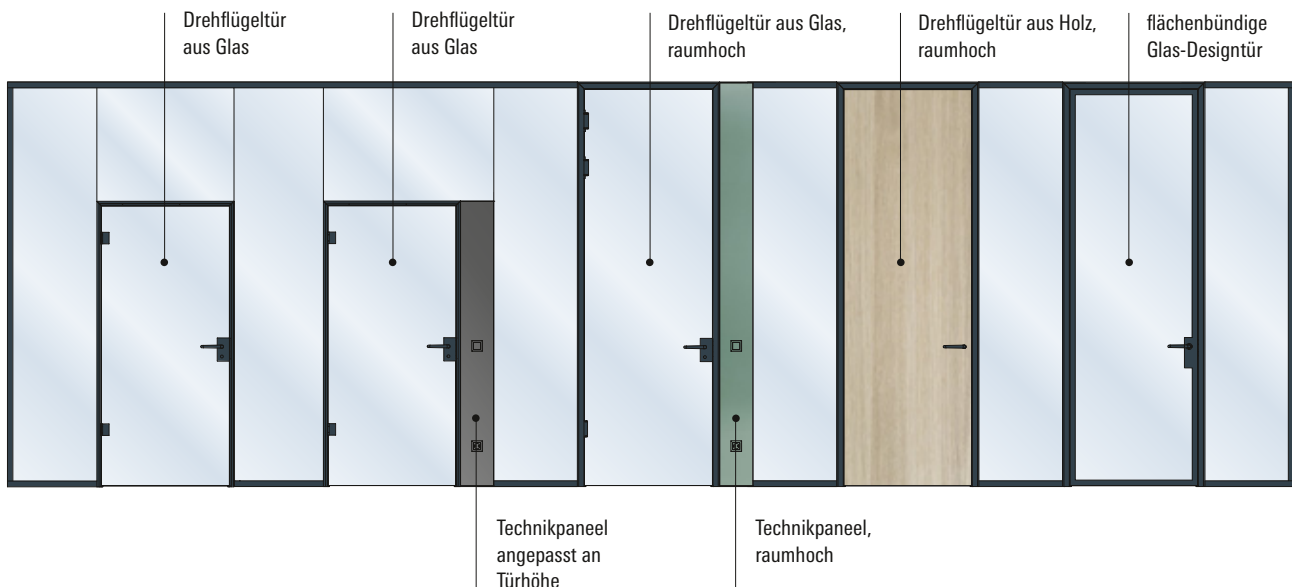 Drehflügeltür
aus Glas
Drehflügeltür
aus Glas
Drehflügeltür aus Glas,
raumhoch
Drehflügeltür aus Holz,
raumhoch
flächenbündige
Glas-Designtür
Technikpaneel
angepasst an
Türhöhe
Technikpaneel,
raumhoch